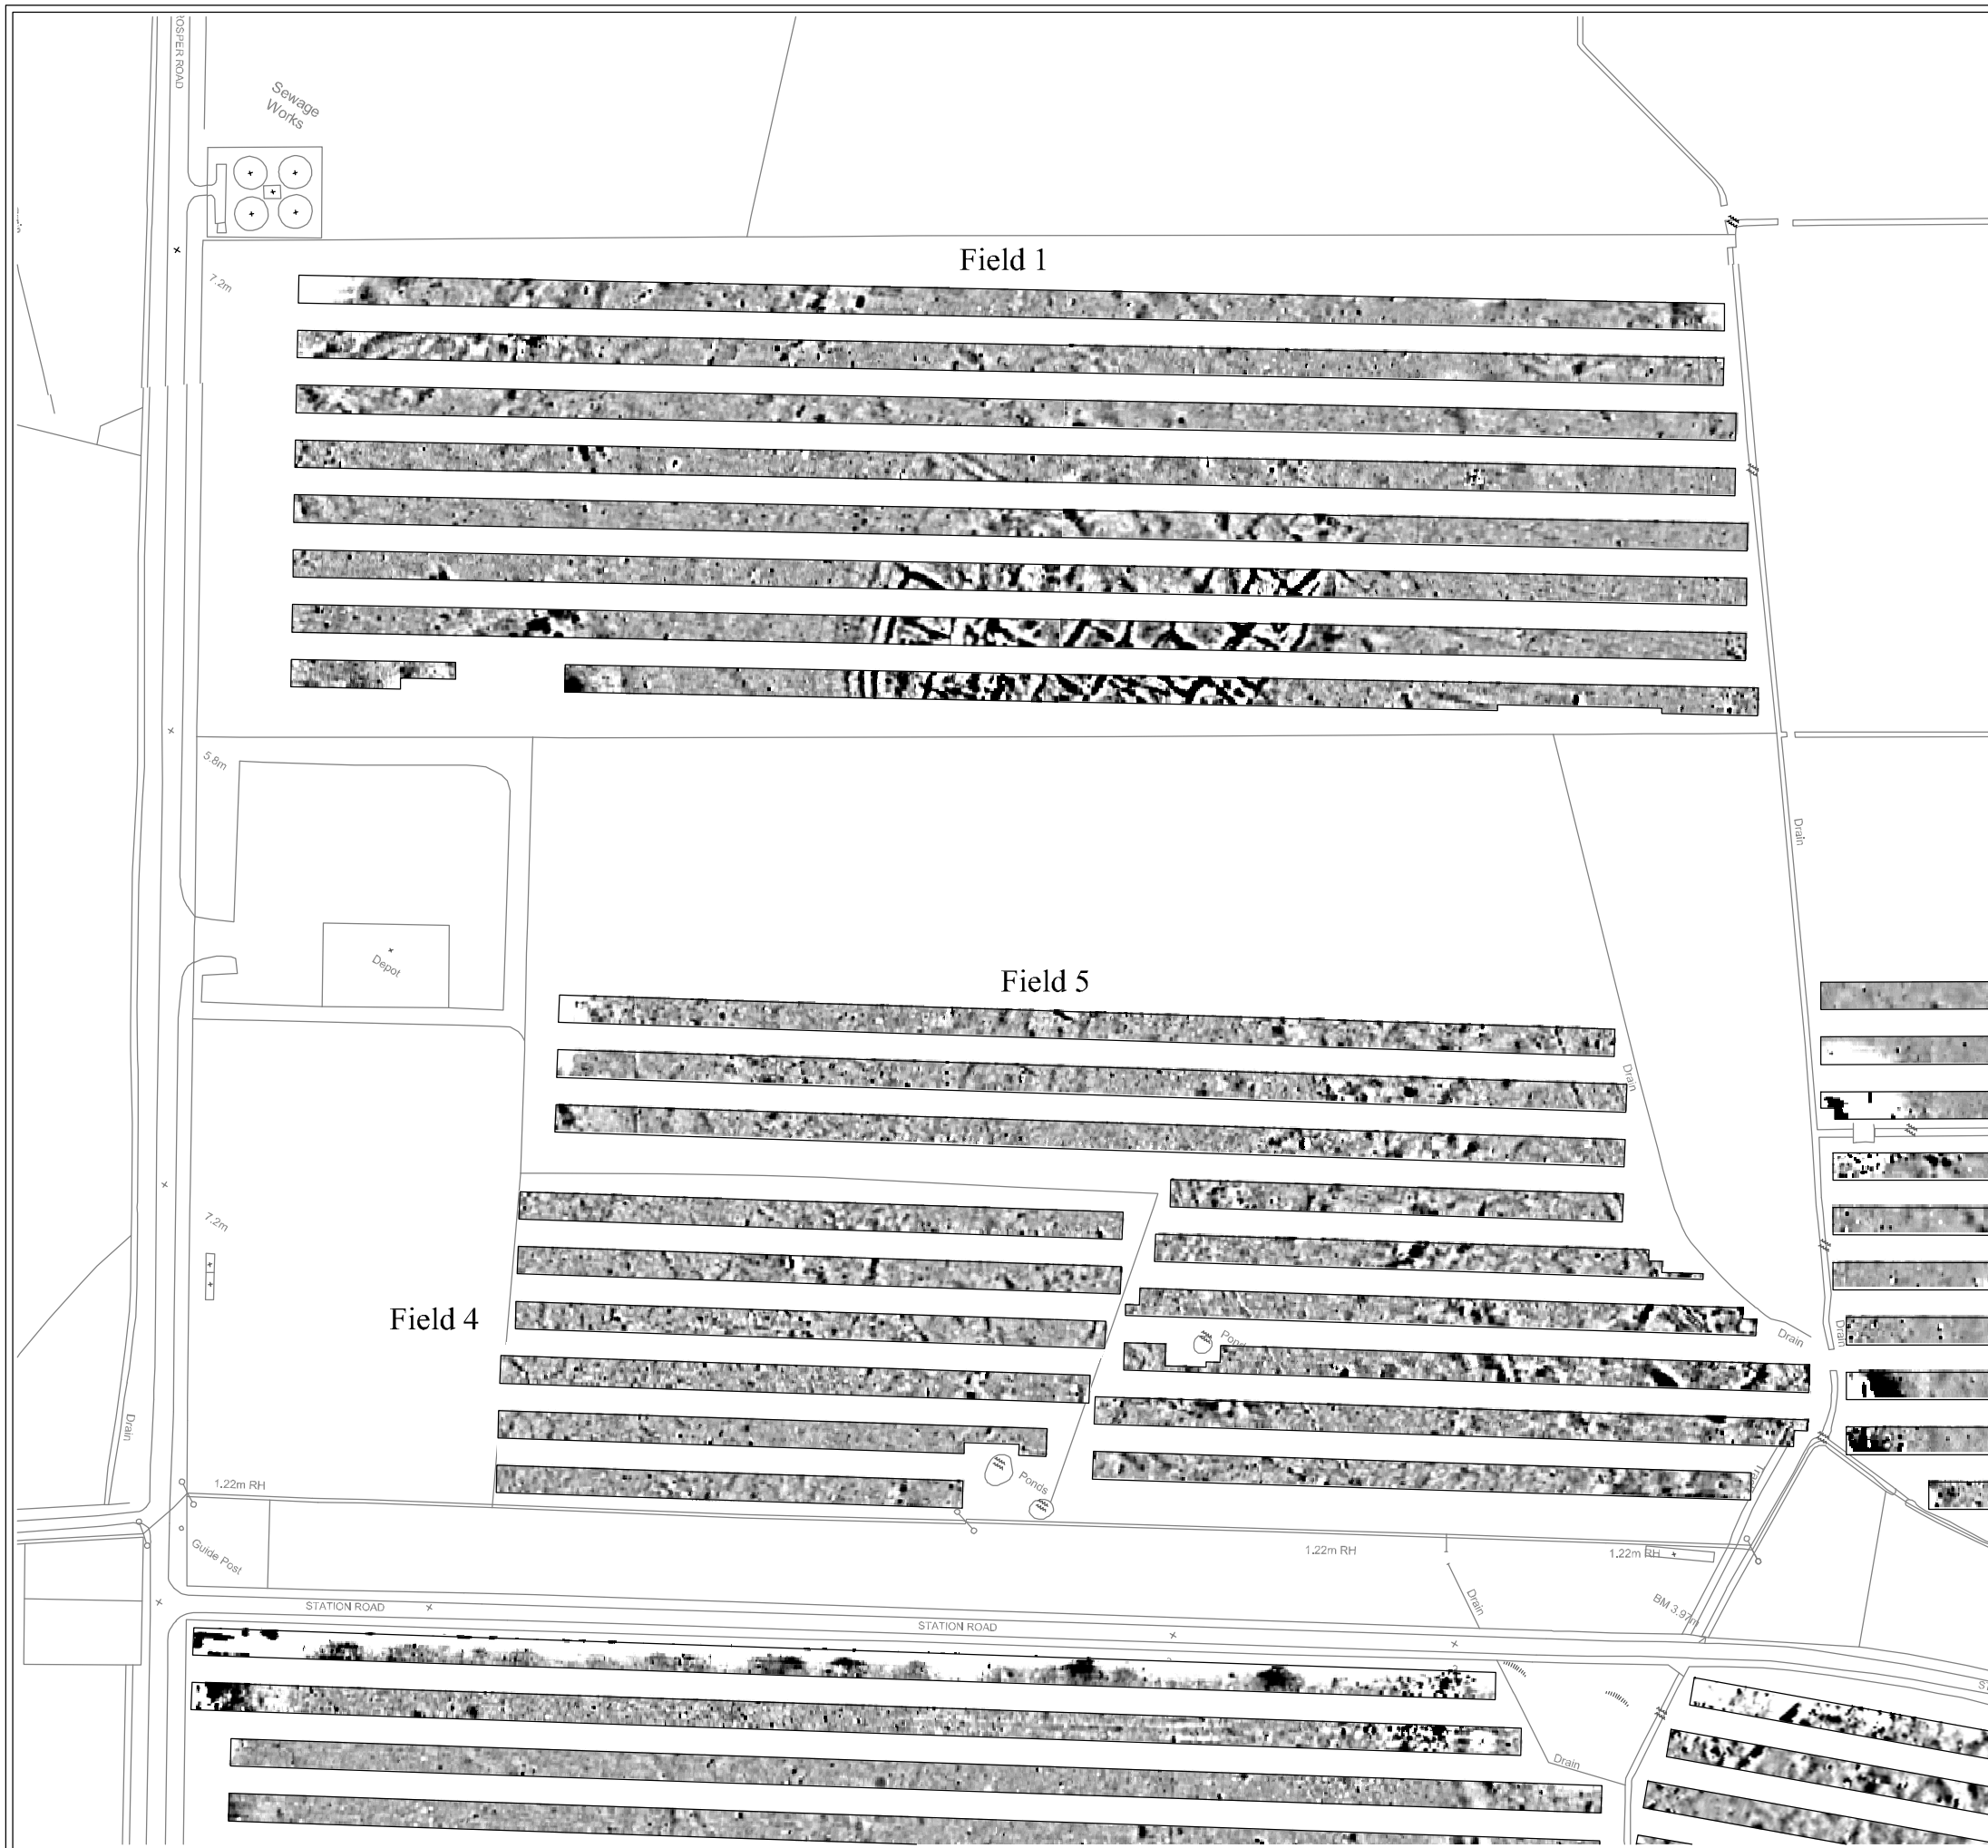 OSPER ROAD
Sewage
Works
Field 1
7.2m
5.8m
Drain
Depot
Field 5
Drain
7.2m
Field 4
Ponds
Drain
Drain
Drain
Ponds
1.22m RH
Guide Post
1.22m RH
1.22m RH
BM 3.97m
Drain
STATION ROAD
STATION ROAD
Drain